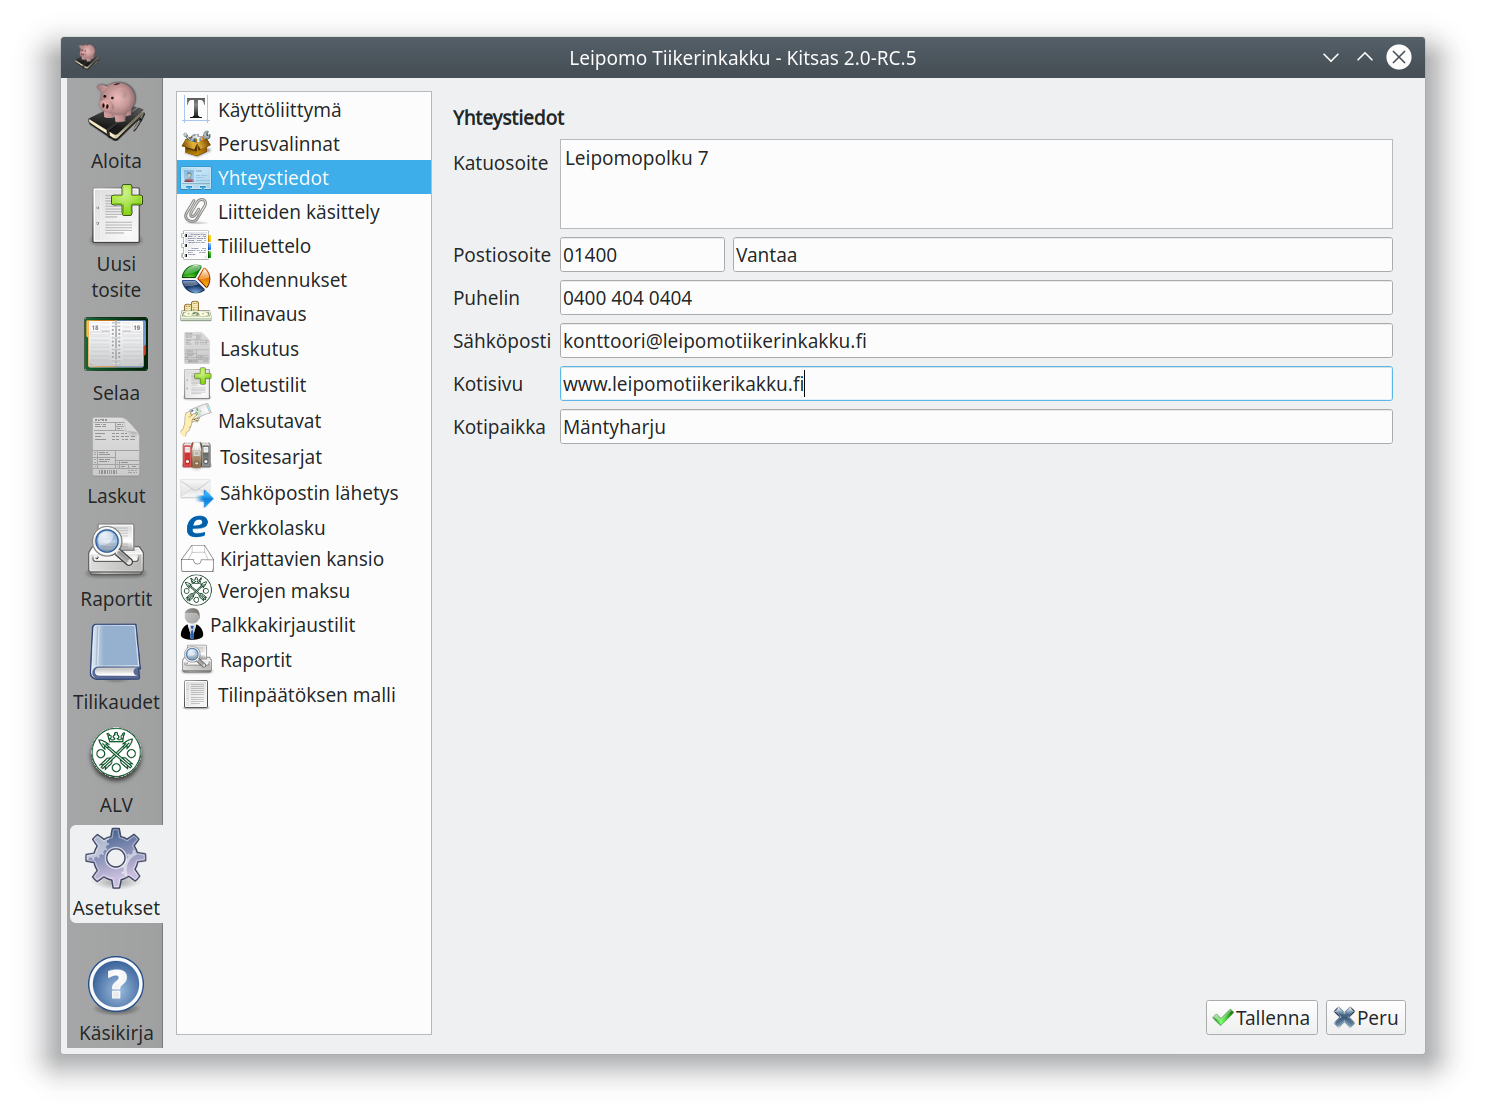 Leipomo Tiikerinkakku - Kitsas 2.0-RC.5
Aloita
Uusi
tosite
Selaa
Laskut
Raportit
Tilikaudet
ALV
Asetukset
Käsikirja
Käyttöliittymä
Perusvalinnat
Yhteystiedot
Liitteiden käsittely
Tililuettelo
Kohdennukset
Tilinavaus
Laskutus
Oletustilit
Maksutavat
Tositesarjat
Sähköpostin lähetys
Verkkolasku
Kirjattavien kansio
Verojen maksu
Palkkakirjaustilit
Raportit
Tilinpäätöksen malli
Yhteystiedot
Katuosoite Leipomopolku 7
Postiosoite 01400 Vantaa
Puhelin 0400 404 0404
Sähköposti konttoori@leipomotiikerinkakku.fi
Kotisivu www.leipomotiikerikakku.fi
Kotipaikka Mäntyharju
Tallenna Peru